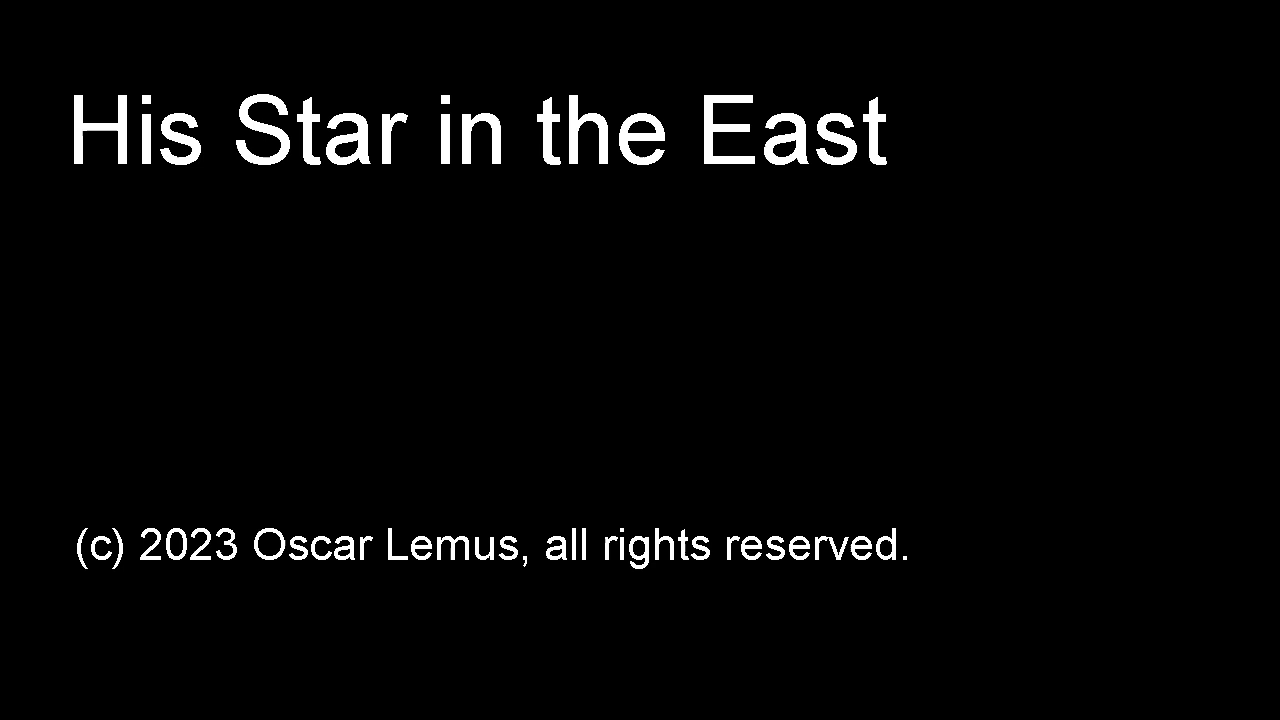 His Star in the East
(c) 2023 Oscar Lemus, all rights reserved.